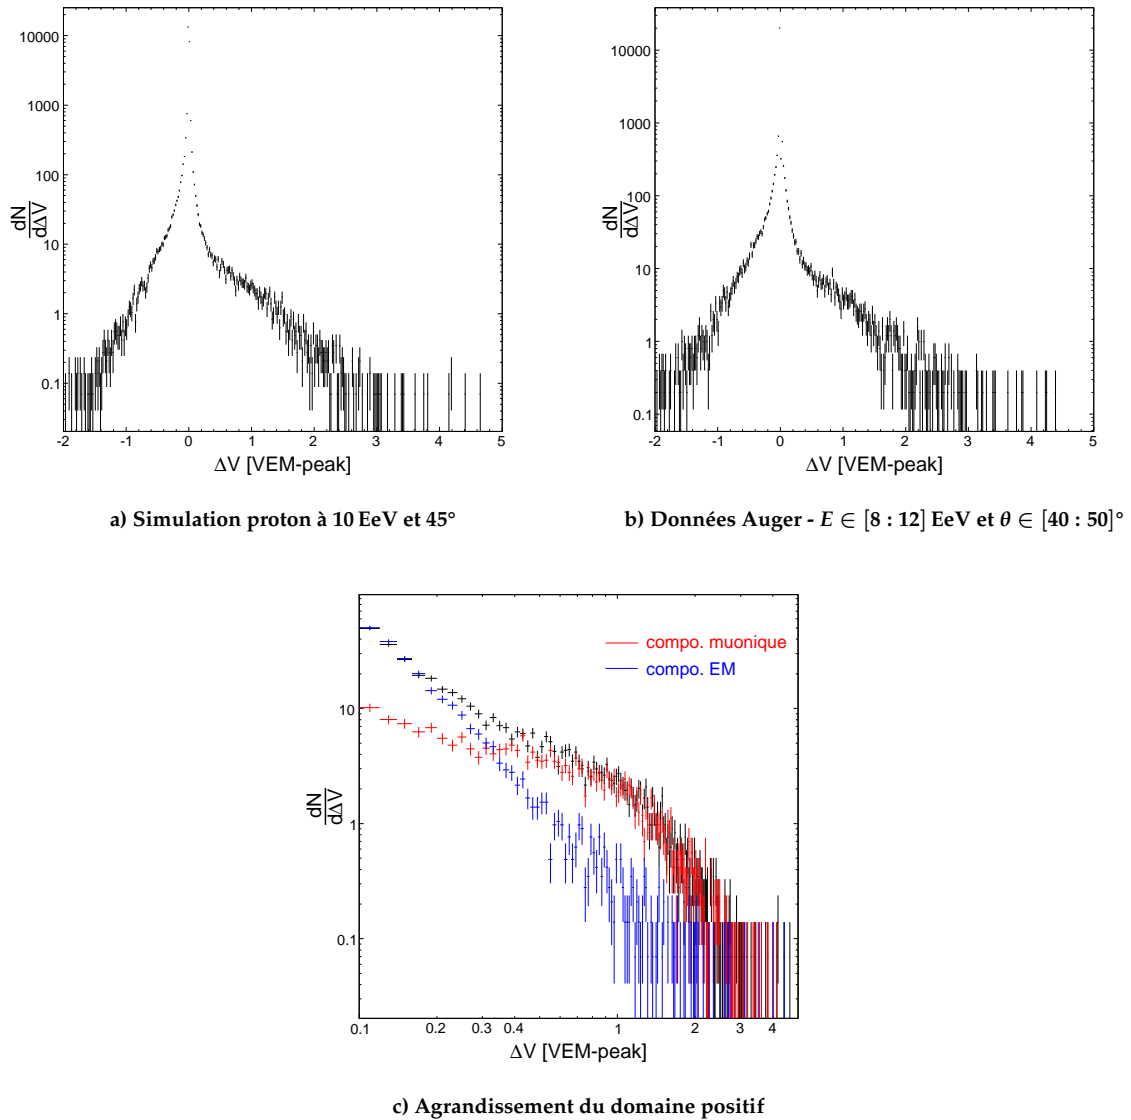 10000
1000
100
10
1
0.1
dN
dΔV
-2 -1 0 1 2 3 4 5
ΔV [VEM-peak]
a) Simulation proton à 10 EeV et 45°
10000
1000
100
10
1
0.1
dN
dΔV
-2 -1 0 1 2 3 4 5
ΔV [VEM-peak]
b) Données Auger - E ∈ [8 : 12] EeV et θ ∈ [40 : 50]°
compo. muonique
compo. EM
10
1
0.1
dN
dΔV
0.1 0.2 0.3 0.4 1 2 3 4
ΔV [VEM-peak]
c) Agrandissement du domaine positif